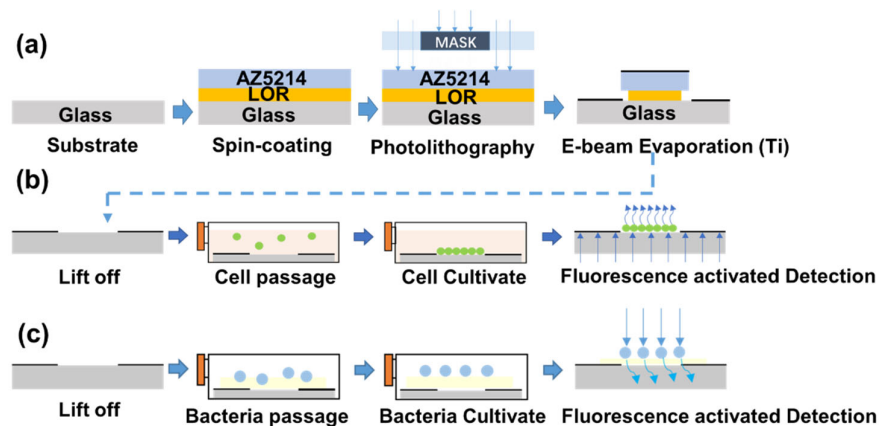 (a)
MASK
AZ5214
LOR
Glass
AZ5214
LOR
Glass
Glass
Glass
Substrate
Spin-coating
Photolithography
E-beam Evaporation (Ti)
(b)
Lift off
Cell passage
Cell Cultivate
Fluorescence activated Detection
(c)
Lift off
Bacteria passage
Bacteria Cultivate
Fluorescence activated Detection